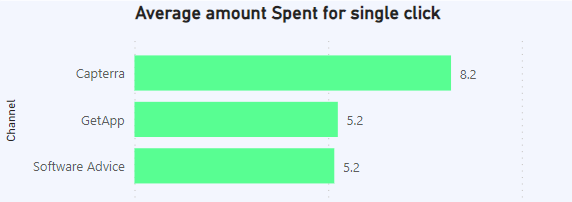 Average amount Spent for single click
Channel
Capterra 8.2
GetApp 5.2
Software Advice 5.2